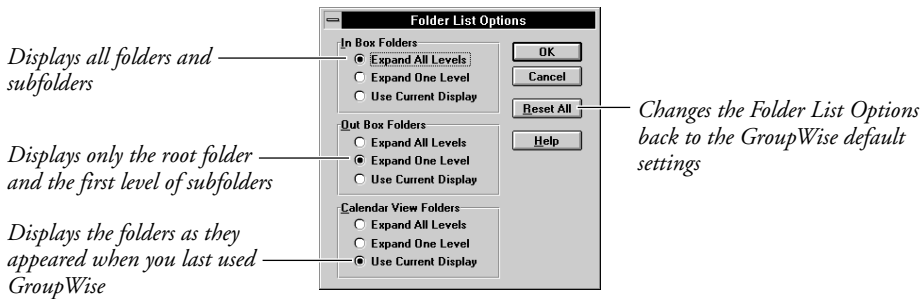 Folder List Options
Displays all folders and
subfolders
In Box Folders
Expand All Levels
Expand One Level
Use Current Display
OK
Cancel
Reset All
Help
Changes the Folder List Options
back to the GroupWise default
settings
Displays only the root folder
and the first level of subfolders
Out Box Folders
Expand All Levels
Expand One Level
Use Current Display
Displays the folders as they
appeared when you last used
GroupWise
Calendar View Folders
Expand All Levels
Expand One Level
Use Current Display